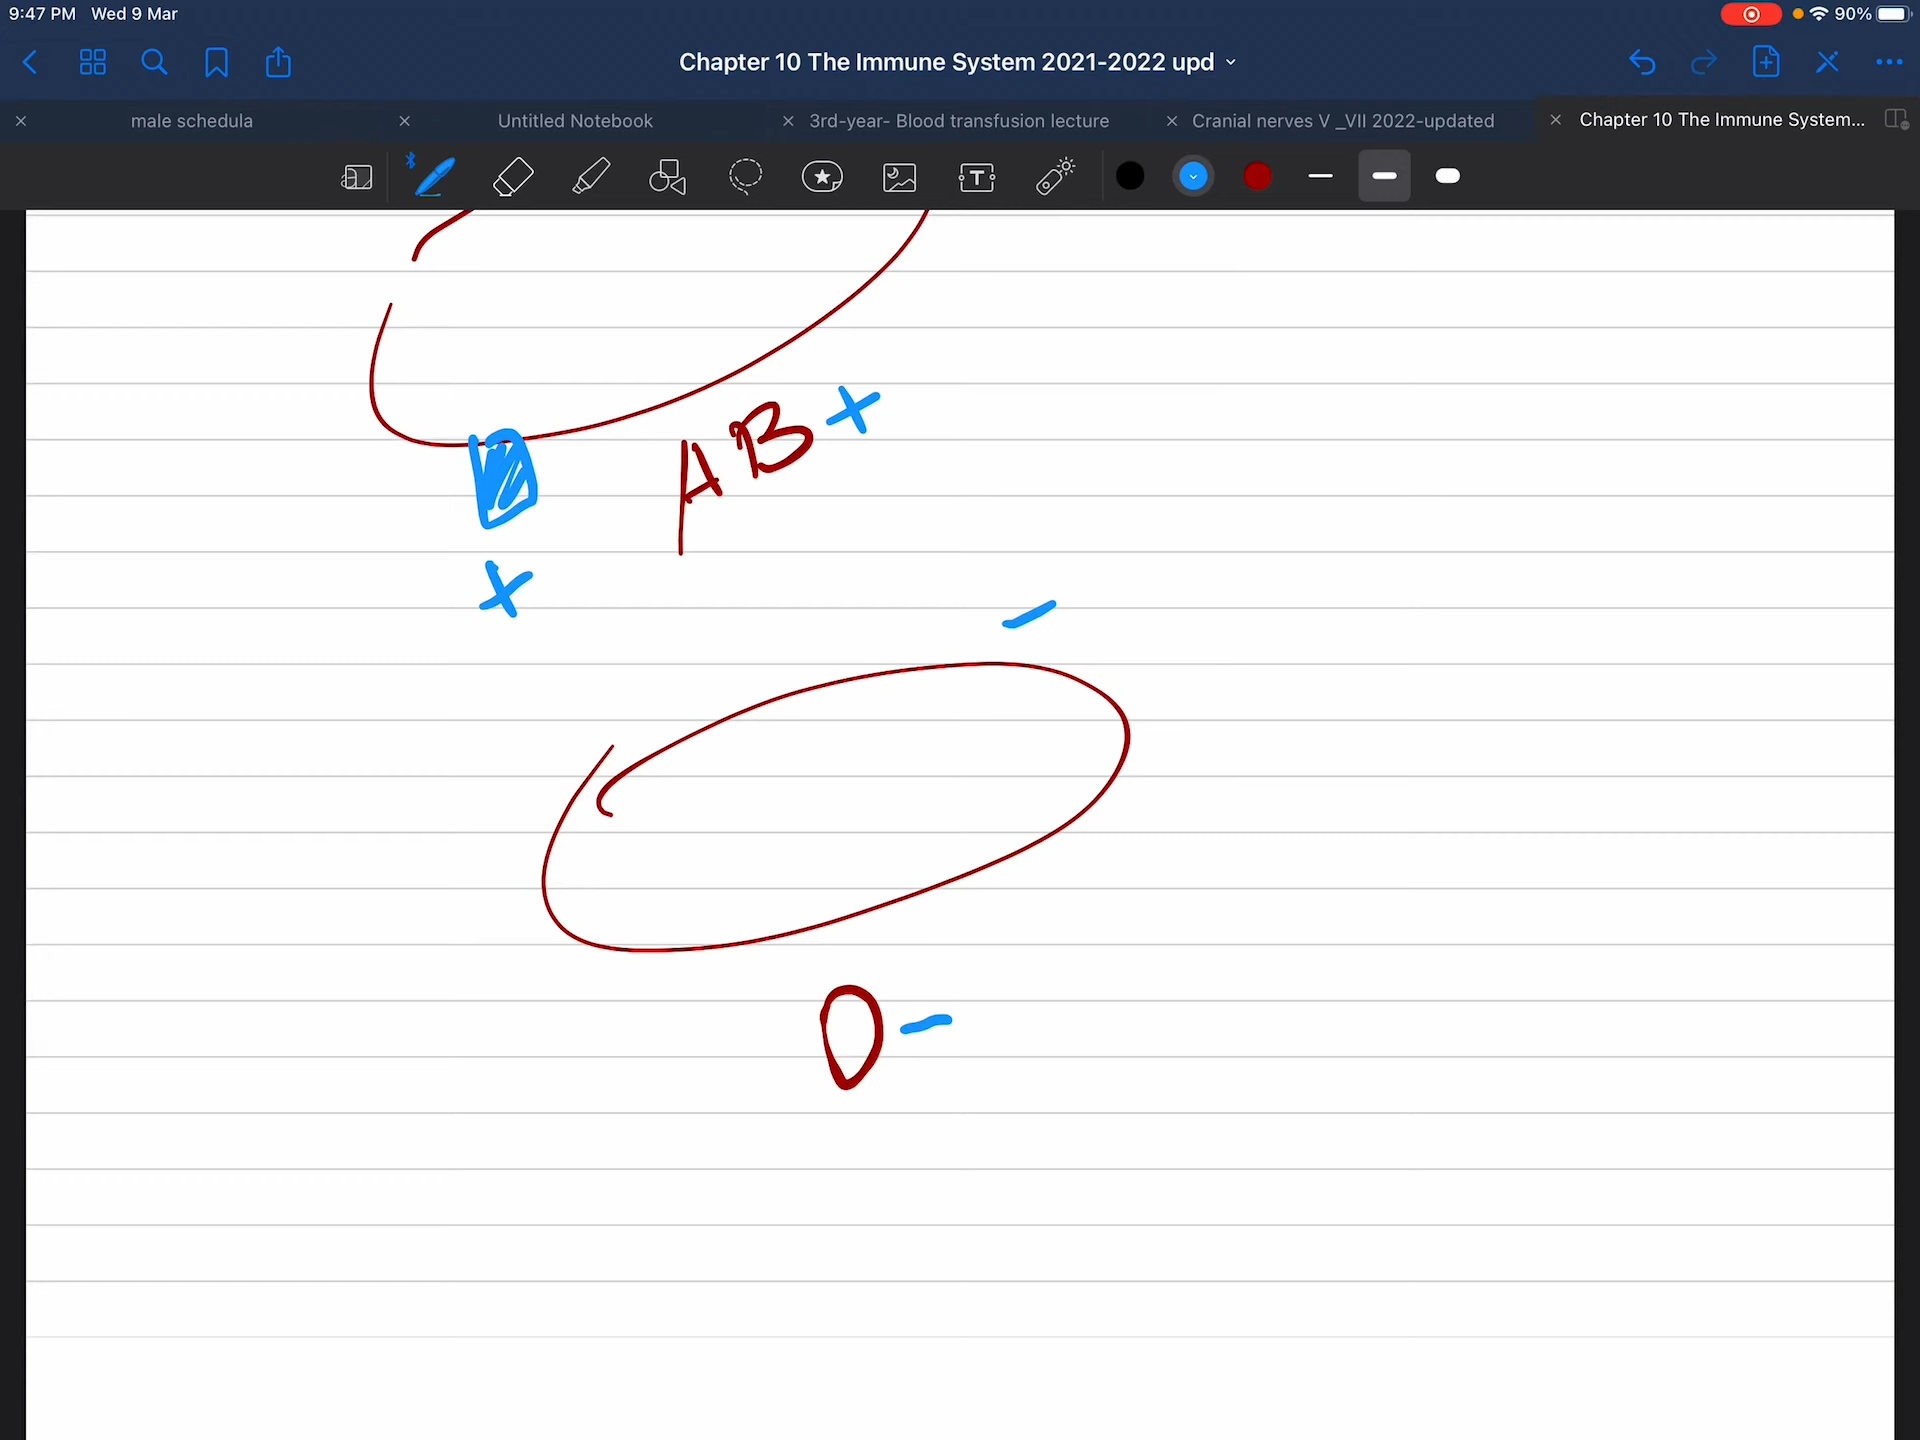 9:47 PM Wed 9 Mar 90%
Chapter 10 The Immune System 2021-2022 upd
male schedula Untitled Notebook 3rd-year- Blood transfusion lecture Cranial nerves V _VII 2022-updated Chapter 10 The Immune System...
AB+
+
-
O-